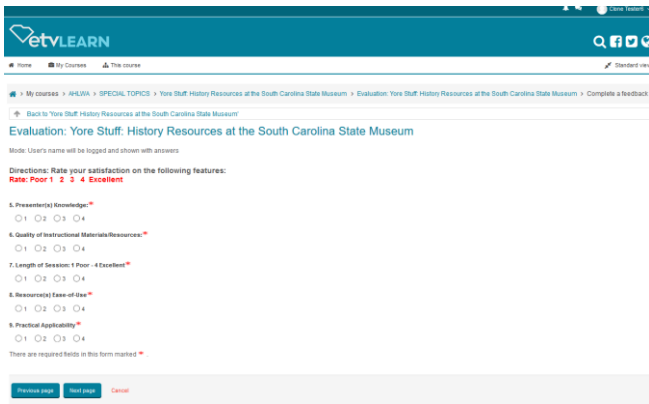 Clone Testerfl
etvLEARN
Home My Courses This course Standard view
> My courses > AHLWA > SPECIAL TOPICS > Yore Stuff: History Resources at the South Carolina State Museum > Evaluation: Yore Stuff: History Resources at the South Carolina State Museum > Complete a feedback
Back to 'Yore Stuff: History Resources at the South Carolina State Museum'
Evaluation: Yore Stuff: History Resources at the South Carolina State Museum
Mode: User's name will be logged and shown with answers
Directions: Rate your satisfaction on the following features:
Rate: Poor 1 2 3 4 Excellent
5. Presenter(s) Knowledge:*
1 2 3 4
6. Quality of Instructional Materials/Resources:*
1 2 3 4
7. Length of Session: 1 Poor - 4 Excellent*
1 2 3 4
8. Resource(s) Ease-of-Use*
1 2 3 4
9. Practical Applicability*
1 2 3 4
There are required fields in this form marked *
Previous page Next page Cancel